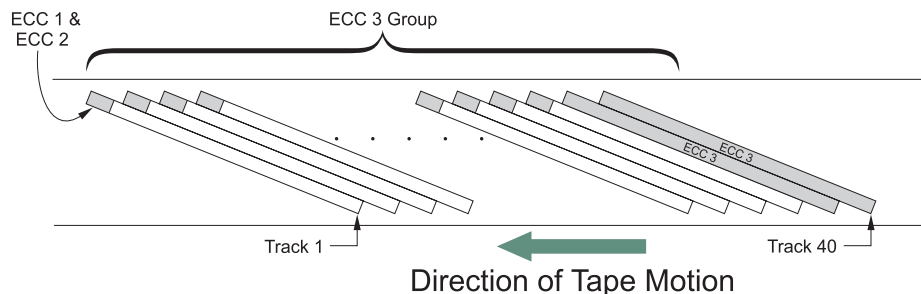 ECC 1 &
ECC 2
ECC 3 Group
ECC 3
ECC 3
Track 1
Track 40
Direction of Tape Motion